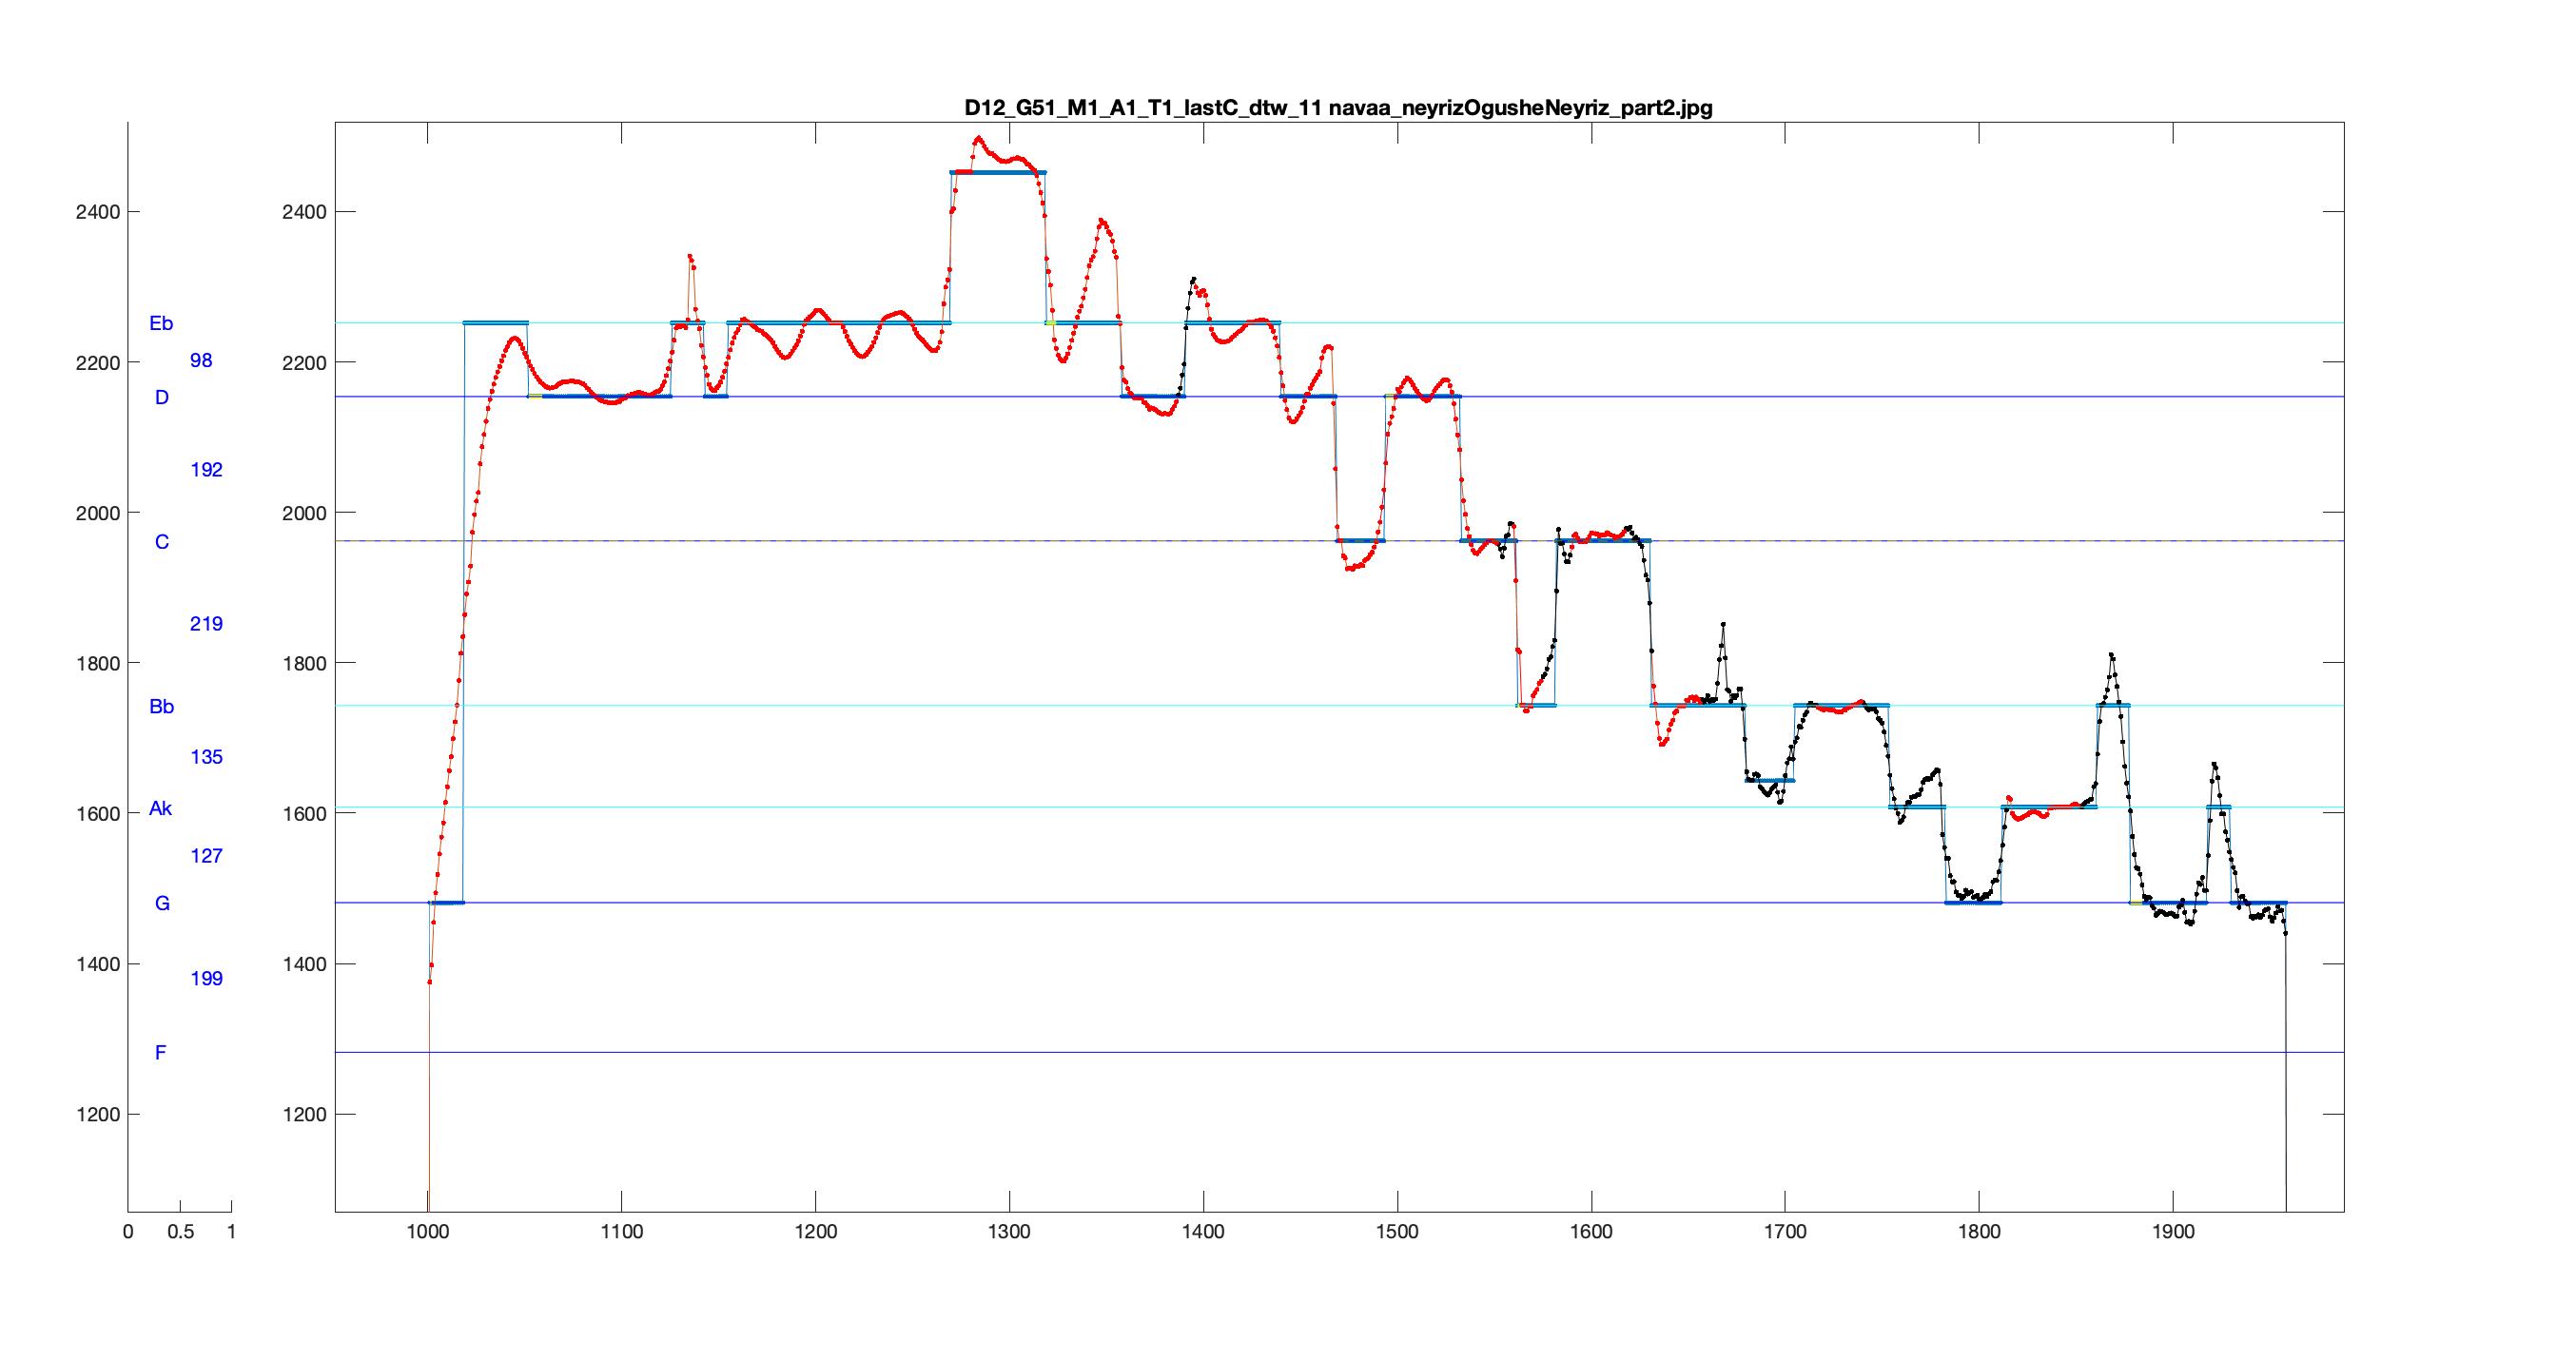 D12_G51_M1_A1_T1_lastC_dtw_11 navaa_neyrizOgusheNeyriz_part2.jpg
2400 2400
Eb
98
2200 2200
D
192
2000 2000
C
219
1800 1800
Bb
135
1600 1600
Ak
127
G
1400 1400
199
F
1200 1200
0 0.5 1 1000 1100 1200 1300 1400 1500 1600 1700 1800 1900